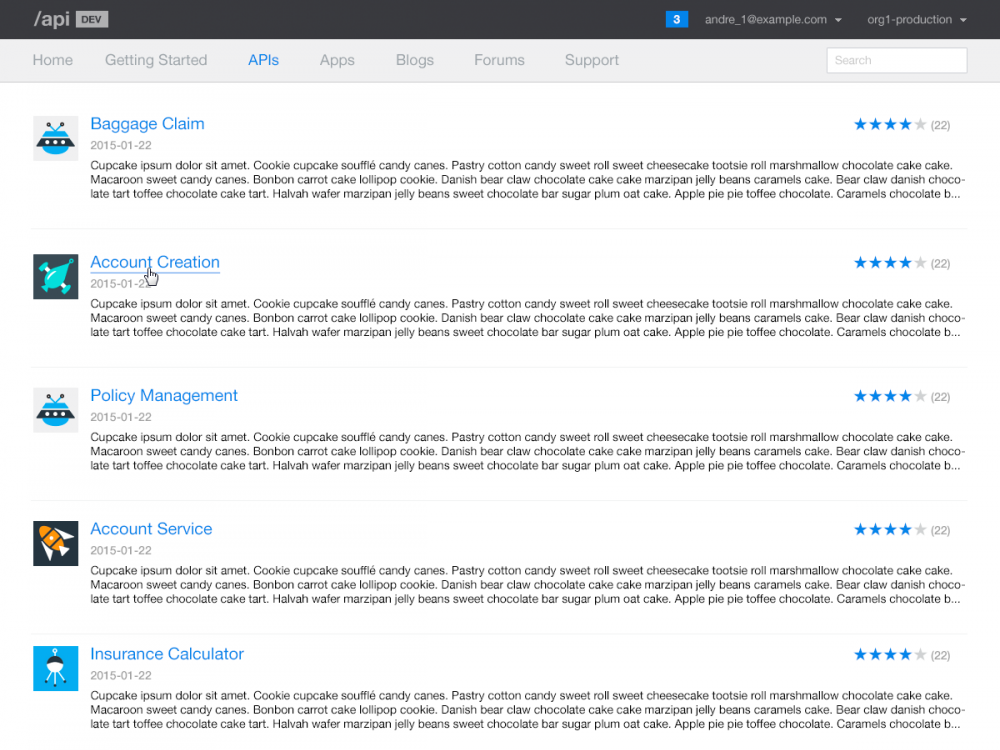 /api DEV 3 andre_1@example.com org1-production
Home Getting Started APIs Apps Blogs Forums Support Search
Baggage Claim (22)
2015-01-22
Cupcake ipsum dolor sit amet. Cookie cupcake soufflé candy canes. Pastry cotton candy sweet roll sweet cheesecake tootsie roll marshmallow chocolate cake cake.
Macaroon sweet candy canes. Bonbon carrot cake lollipop cookie. Danish bear claw chocolate cake cake marzipan jelly beans caramels cake. Bear claw danish choco-
late tart toffee chocolate cake tart. Halvah wafer marzipan jelly beans sweet chocolate bar sugar plum oat cake. Apple pie pie toffee chocolate. Caramels chocolate b...
Account Creation (22)
2015-01-22
Cupcake ipsum dolor sit amet. Cookie cupcake soufflé candy canes. Pastry cotton candy sweet roll sweet cheesecake tootsie roll marshmallow chocolate cake cake.
Macaroon sweet candy canes. Bonbon carrot cake lollipop cookie. Danish bear claw chocolate cake cake marzipan jelly beans caramels cake. Bear claw danish choco-
late tart toffee chocolate cake tart. Halvah wafer marzipan jelly beans sweet chocolate bar sugar plum oat cake. Apple pie pie toffee chocolate. Caramels chocolate b...
Policy Management (22)
2015-01-22
Cupcake ipsum dolor sit amet. Cookie cupcake soufflé candy canes. Pastry cotton candy sweet roll sweet cheesecake tootsie roll marshmallow chocolate cake cake.
Macaroon sweet candy canes. Bonbon carrot cake lollipop cookie. Danish bear claw chocolate cake cake marzipan jelly beans caramels cake. Bear claw danish choco-
late tart toffee chocolate cake tart. Halvah wafer marzipan jelly beans sweet chocolate bar sugar plum oat cake. Apple pie pie toffee chocolate. Caramels chocolate b...
Account Service (22)
2015-01-22
Cupcake ipsum dolor sit amet. Cookie cupcake soufflé candy canes. Pastry cotton candy sweet roll sweet cheesecake tootsie roll marshmallow chocolate cake cake.
Macaroon sweet candy canes. Bonbon carrot cake lollipop cookie. Danish bear claw chocolate cake cake marzipan jelly beans caramels cake. Bear claw danish choco-
late tart toffee chocolate cake tart. Halvah wafer marzipan jelly beans sweet chocolate bar sugar plum oat cake. Apple pie pie toffee chocolate. Caramels chocolate b...
Insurance Calculator (22)
2015-01-22
Cupcake ipsum dolor sit amet. Cookie cupcake soufflé candy canes. Pastry cotton candy sweet roll sweet cheesecake tootsie roll marshmallow chocolate cake cake.
Macaroon sweet candy canes. Bonbon carrot cake lollipop cookie. Danish bear claw chocolate cake cake marzipan jelly beans caramels cake. Bear claw danish choco-
late tart toffee chocolate cake tart. Halvah wafer marzipan jelly beans sweet chocolate bar sugar plum oat cake. Apple pie pie toffee chocolate. Caramels chocolate b...